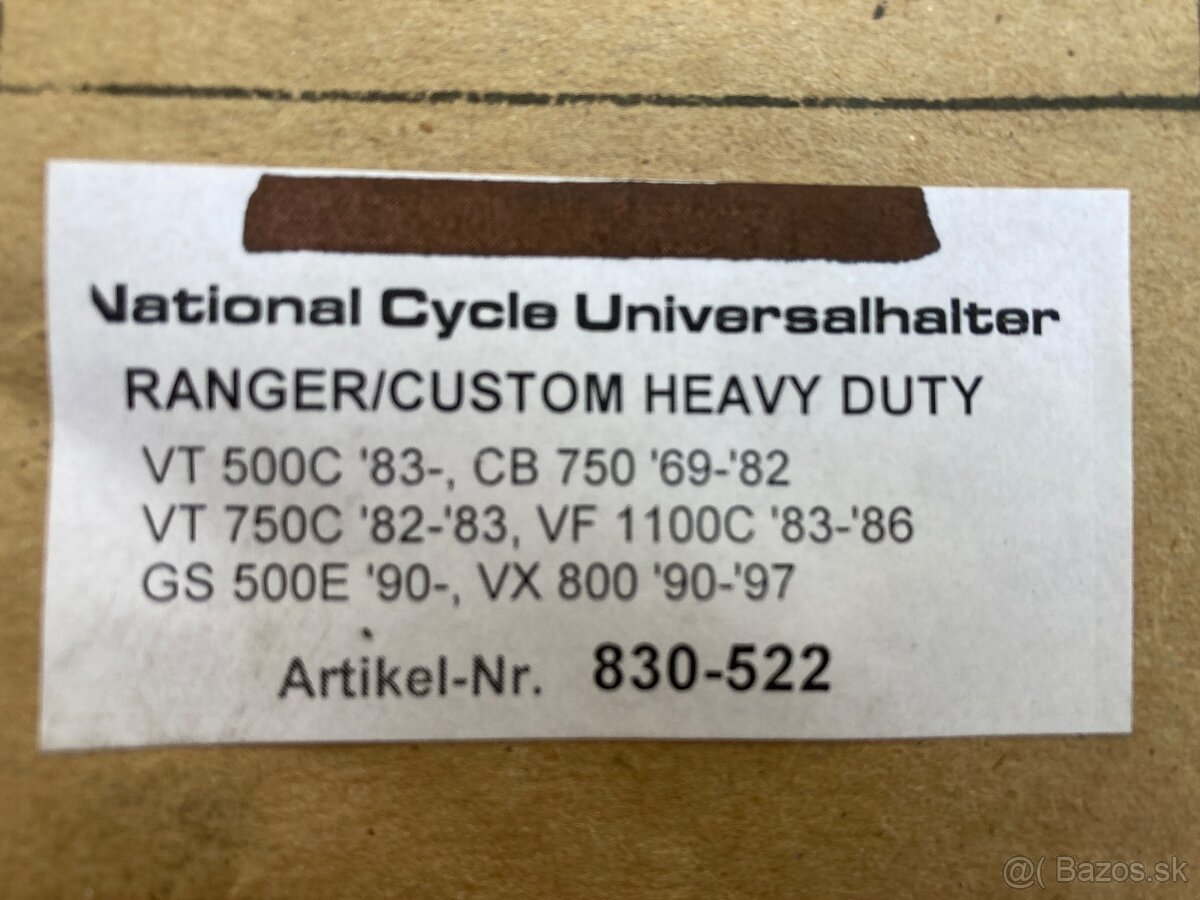 National Cycle Universalhalter
RANGER/CUSTOM HEAVY DUTY
VT 500C '83-, CB 750 '69-'82
VT 750C '82-'83, VF 1100C '83-'86
GS 500E '90-, VX 800 '90-'97
Artikel-Nr. 830-522
@( Bazos.sk